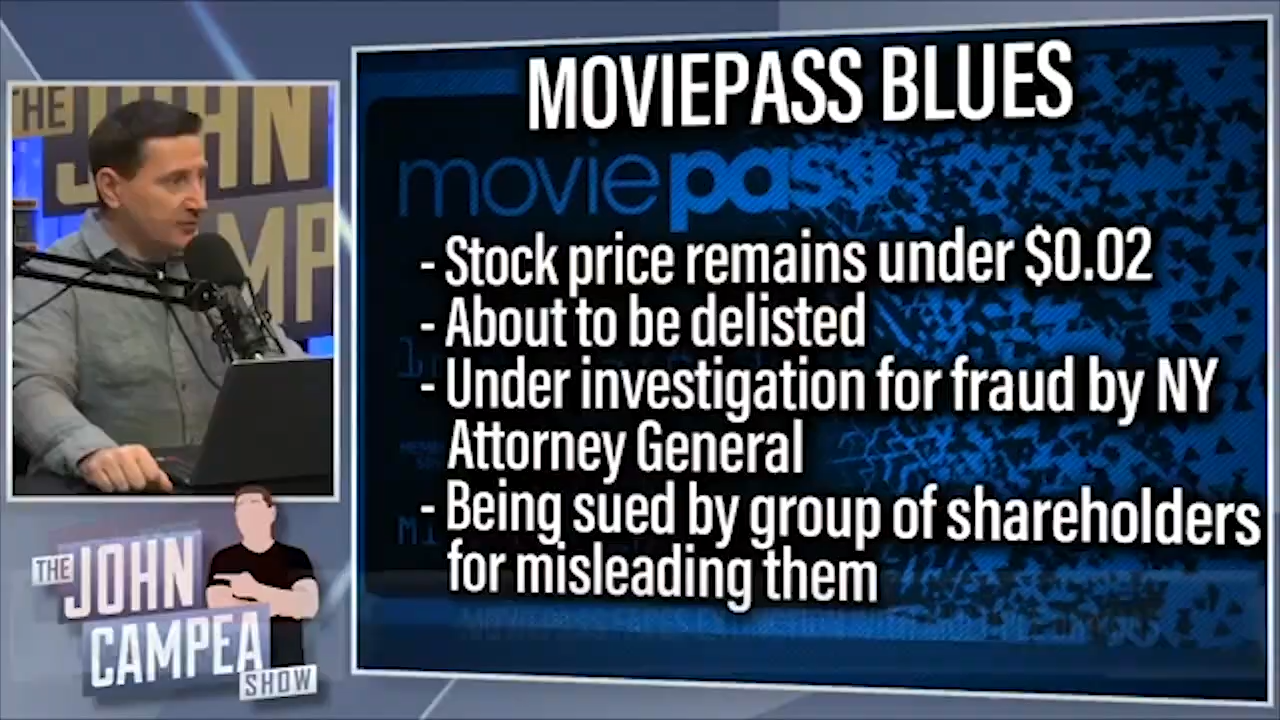 MOVIEPASS BLUES
moviepass
- Stock price remains under $0.02
- About to be delisted
- Under investigation for fraud by NY
Attorney General
- Being sued by group of shareholders
for misleading them
THE
JOHN
CAMPEA
SHOW